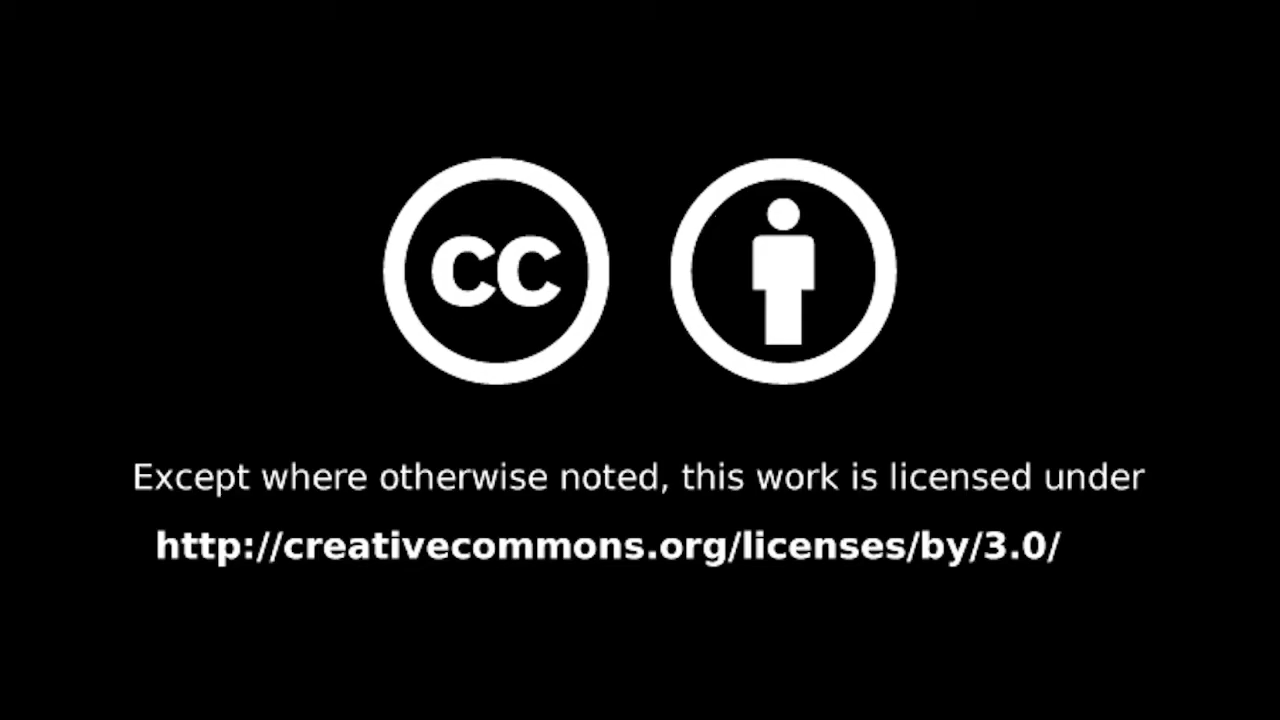 cc
Except where otherwise noted, this work is licensed under
http://creativecommons.org/licenses/by/3.0/